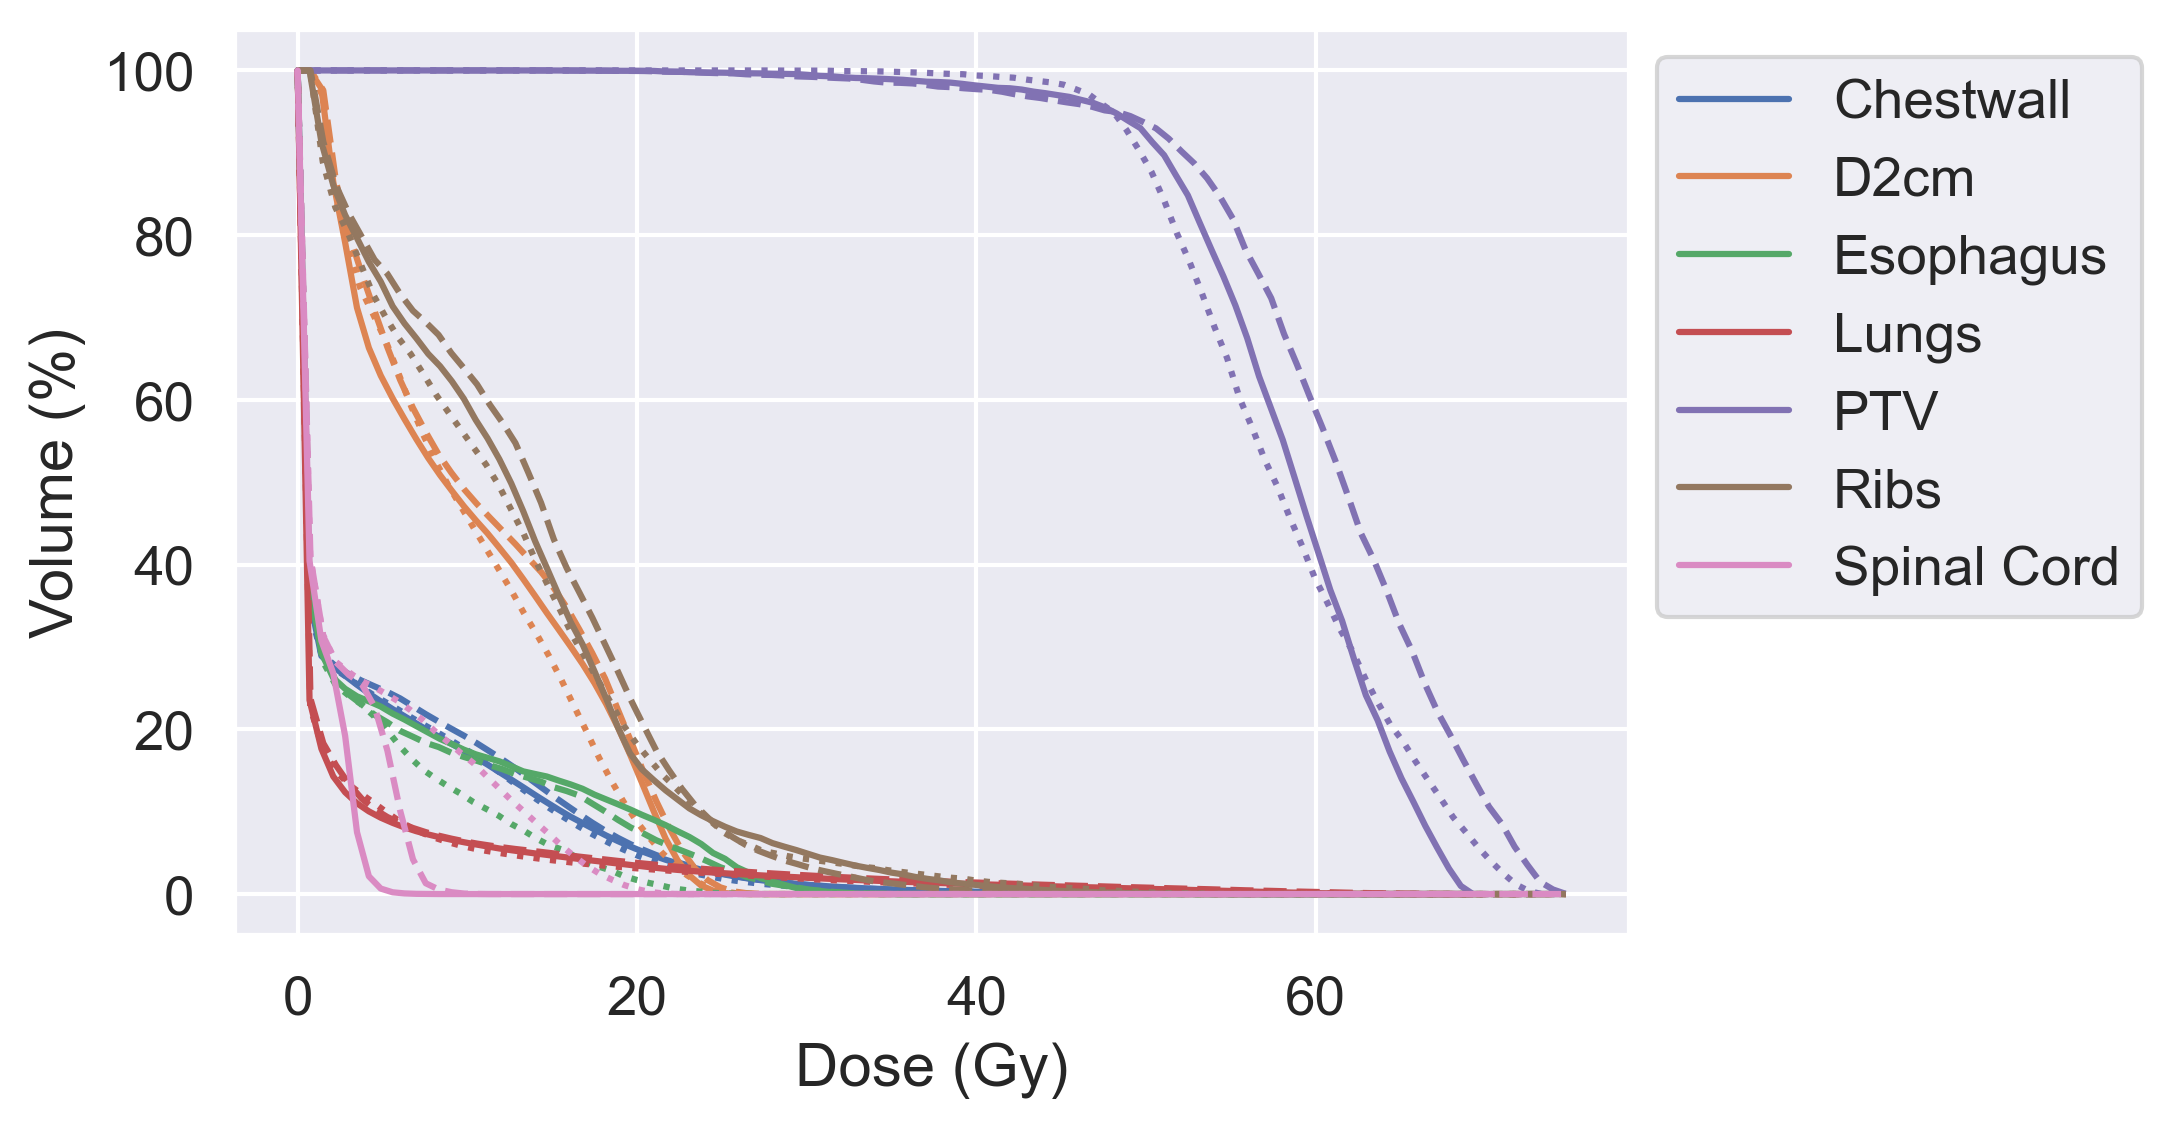 100
80
60
40
20
0
Volume (%)
0 20 40 60
Dose (Gy)
Chestwall
D2cm
Esophagus
Lungs
PTV
Ribs
Spinal Cord